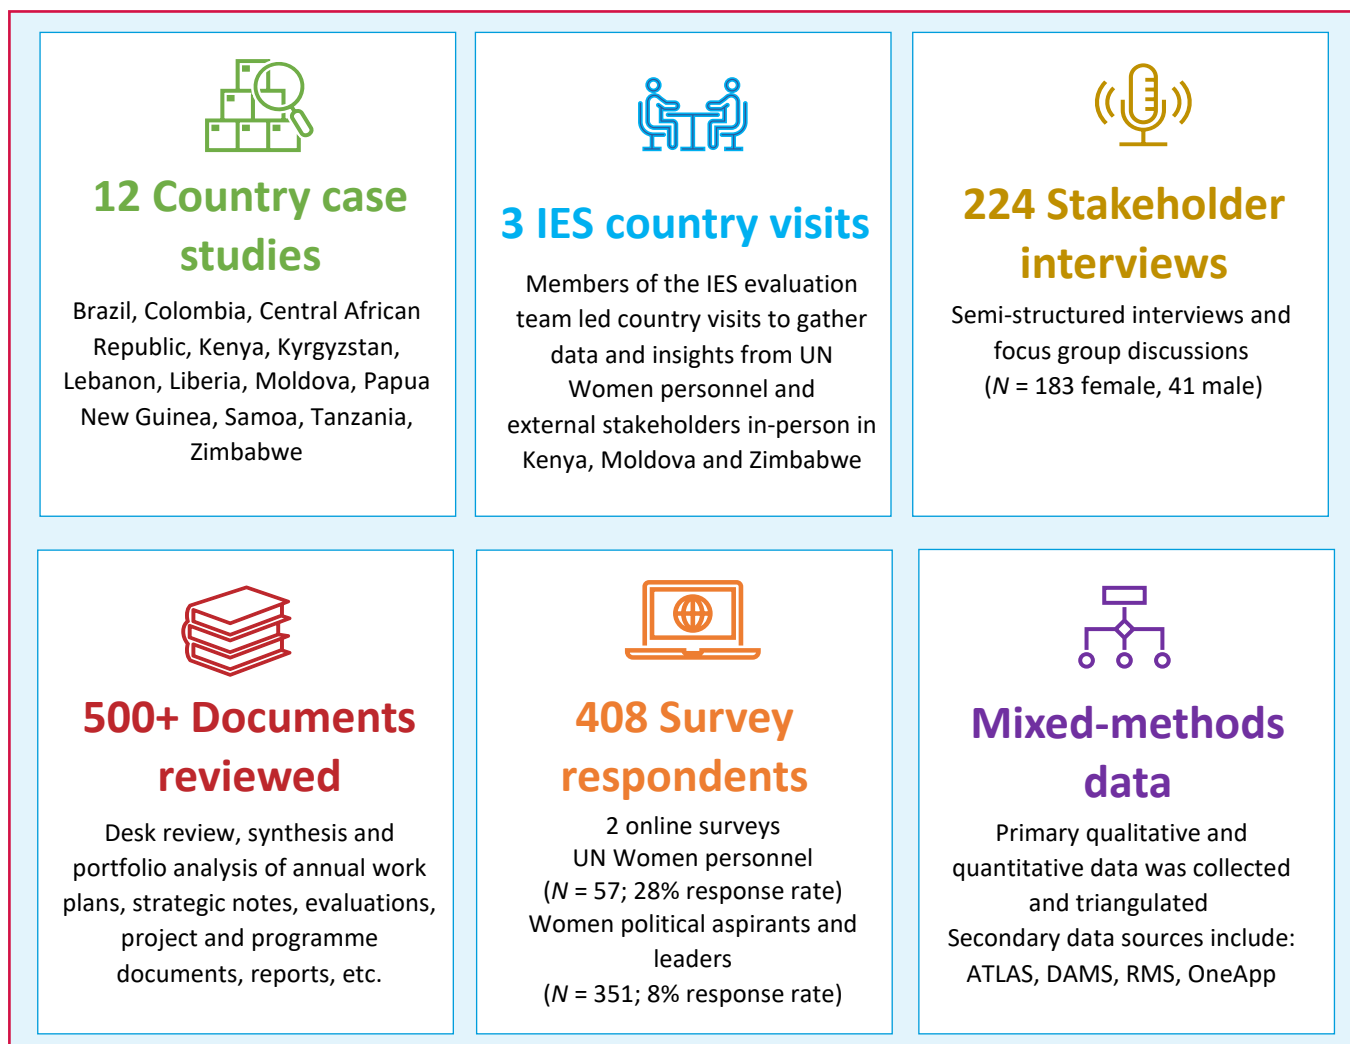 12 Country case
studies
Brazil, Colombia, Central African
Republic, Kenya, Kyrgyzstan,
Lebanon, Liberia, Moldova, Papua
New Guinea, Samoa, Tanzania,
Zimbabwe
3 IES country visits
Members of the IES evaluation
team led country visits to gather
data and insights from UN
Women personnel and
external stakeholders in-person in
Kenya, Moldova and Zimbabwe
224 Stakeholder
interviews
Semi-structured interviews and
focus group discussions
(N = 183 female, 41 male)
500+ Documents
reviewed
Desk review, synthesis and
portfolio analysis of annual work
plans, strategic notes, evaluations,
project and programme
documents, reports, etc.
408 Survey
respondents
2 online surveys
UN Women personnel
(N = 57; 28% response rate)
Women political aspirants and
leaders
(N = 351; 8% response rate)
Mixed-methods
data
Primary qualitative and
quantitative data was collected
and triangulated
Secondary data sources include:
ATLAS, DAMS, RMS, OneApp